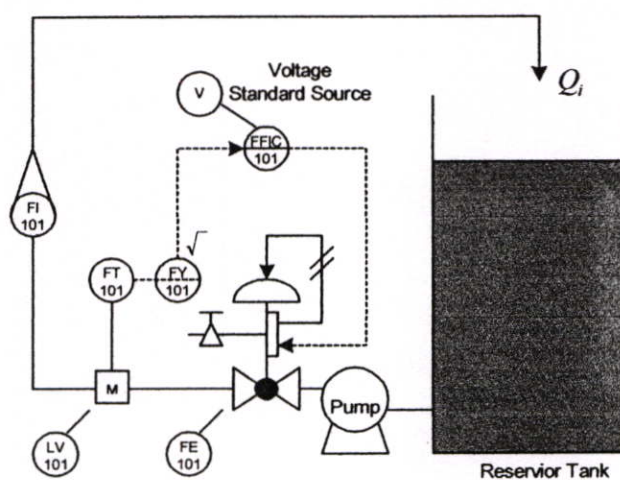 Voltage
Standard Source
V
Qi
FFIC
101
FI
101
√
FT
101
FY
101
M
Pump
LV
101
FE
101
Reservior Tank